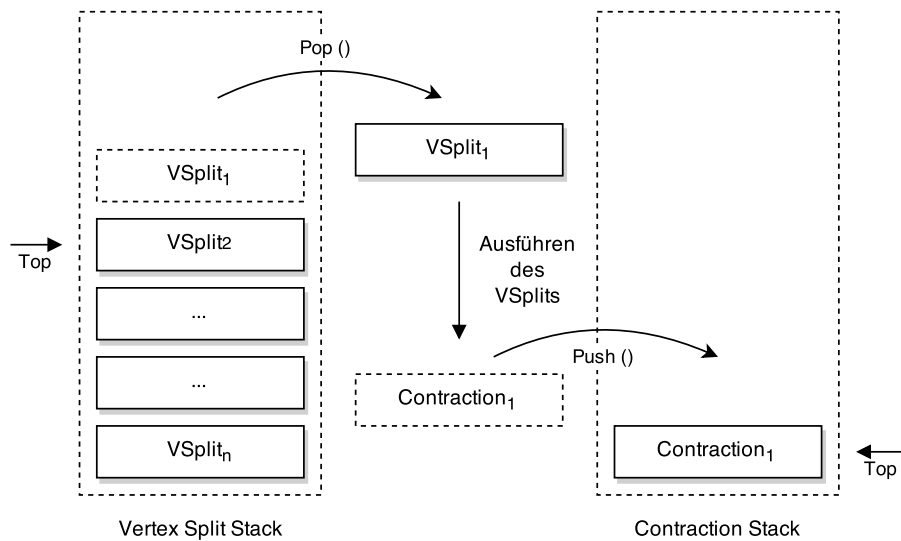 Pop ()
VSplit₁
VSplit₁
VSplit2
Top
Ausführen
des
VSplits
...
...
Push ()
Contraction₁
VSplitₙ
Contraction₁
Top
Vertex Split Stack
Contraction Stack